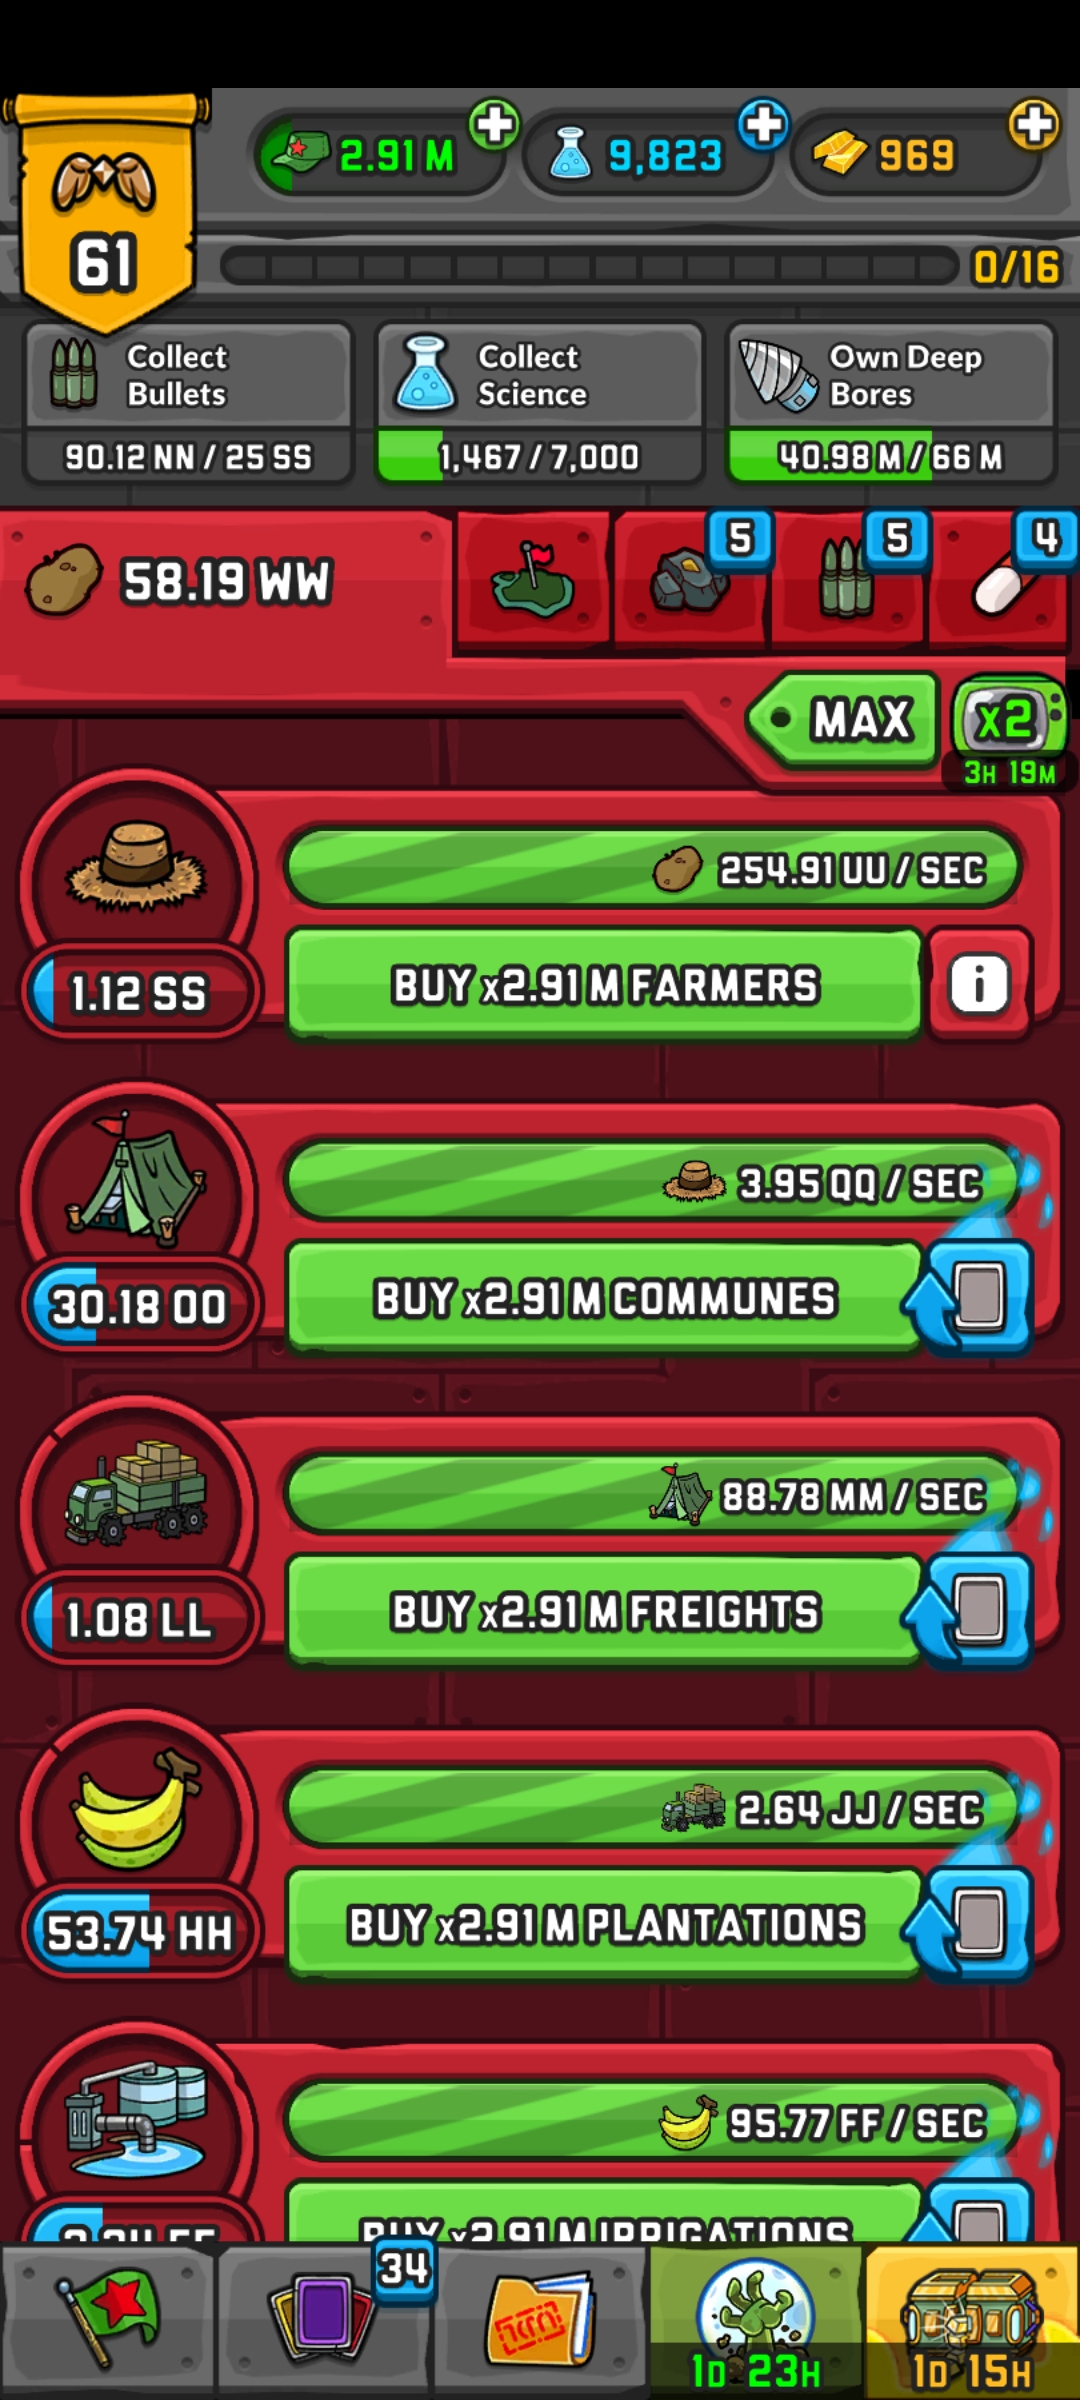 2.91 M
9,823
969
61
0/16
Collect
Bullets
Collect
Science
Own Deep
Bores
90.12 NN / 25 SS
1,467 / 7,000
40.98 M / 66 M
58.19 WW
5
5
4
MAX
x2
3H 19M
254.91 UU / SEC
1.12 SS
BUY x2.91 M FARMERS
i
3.95 QQ / SEC
30.18 OO
BUY x2.91 M COMMUNES
88.78 MM / SEC
1.08 LL
BUY x2.91 M FREIGHTS
2.64 JJ / SEC
53.74 HH
BUY x2.91 M PLANTATIONS
95.77 FF / SEC
BUY x2.91 M IRRIGATIONS
34
1D 23H
1D 15H